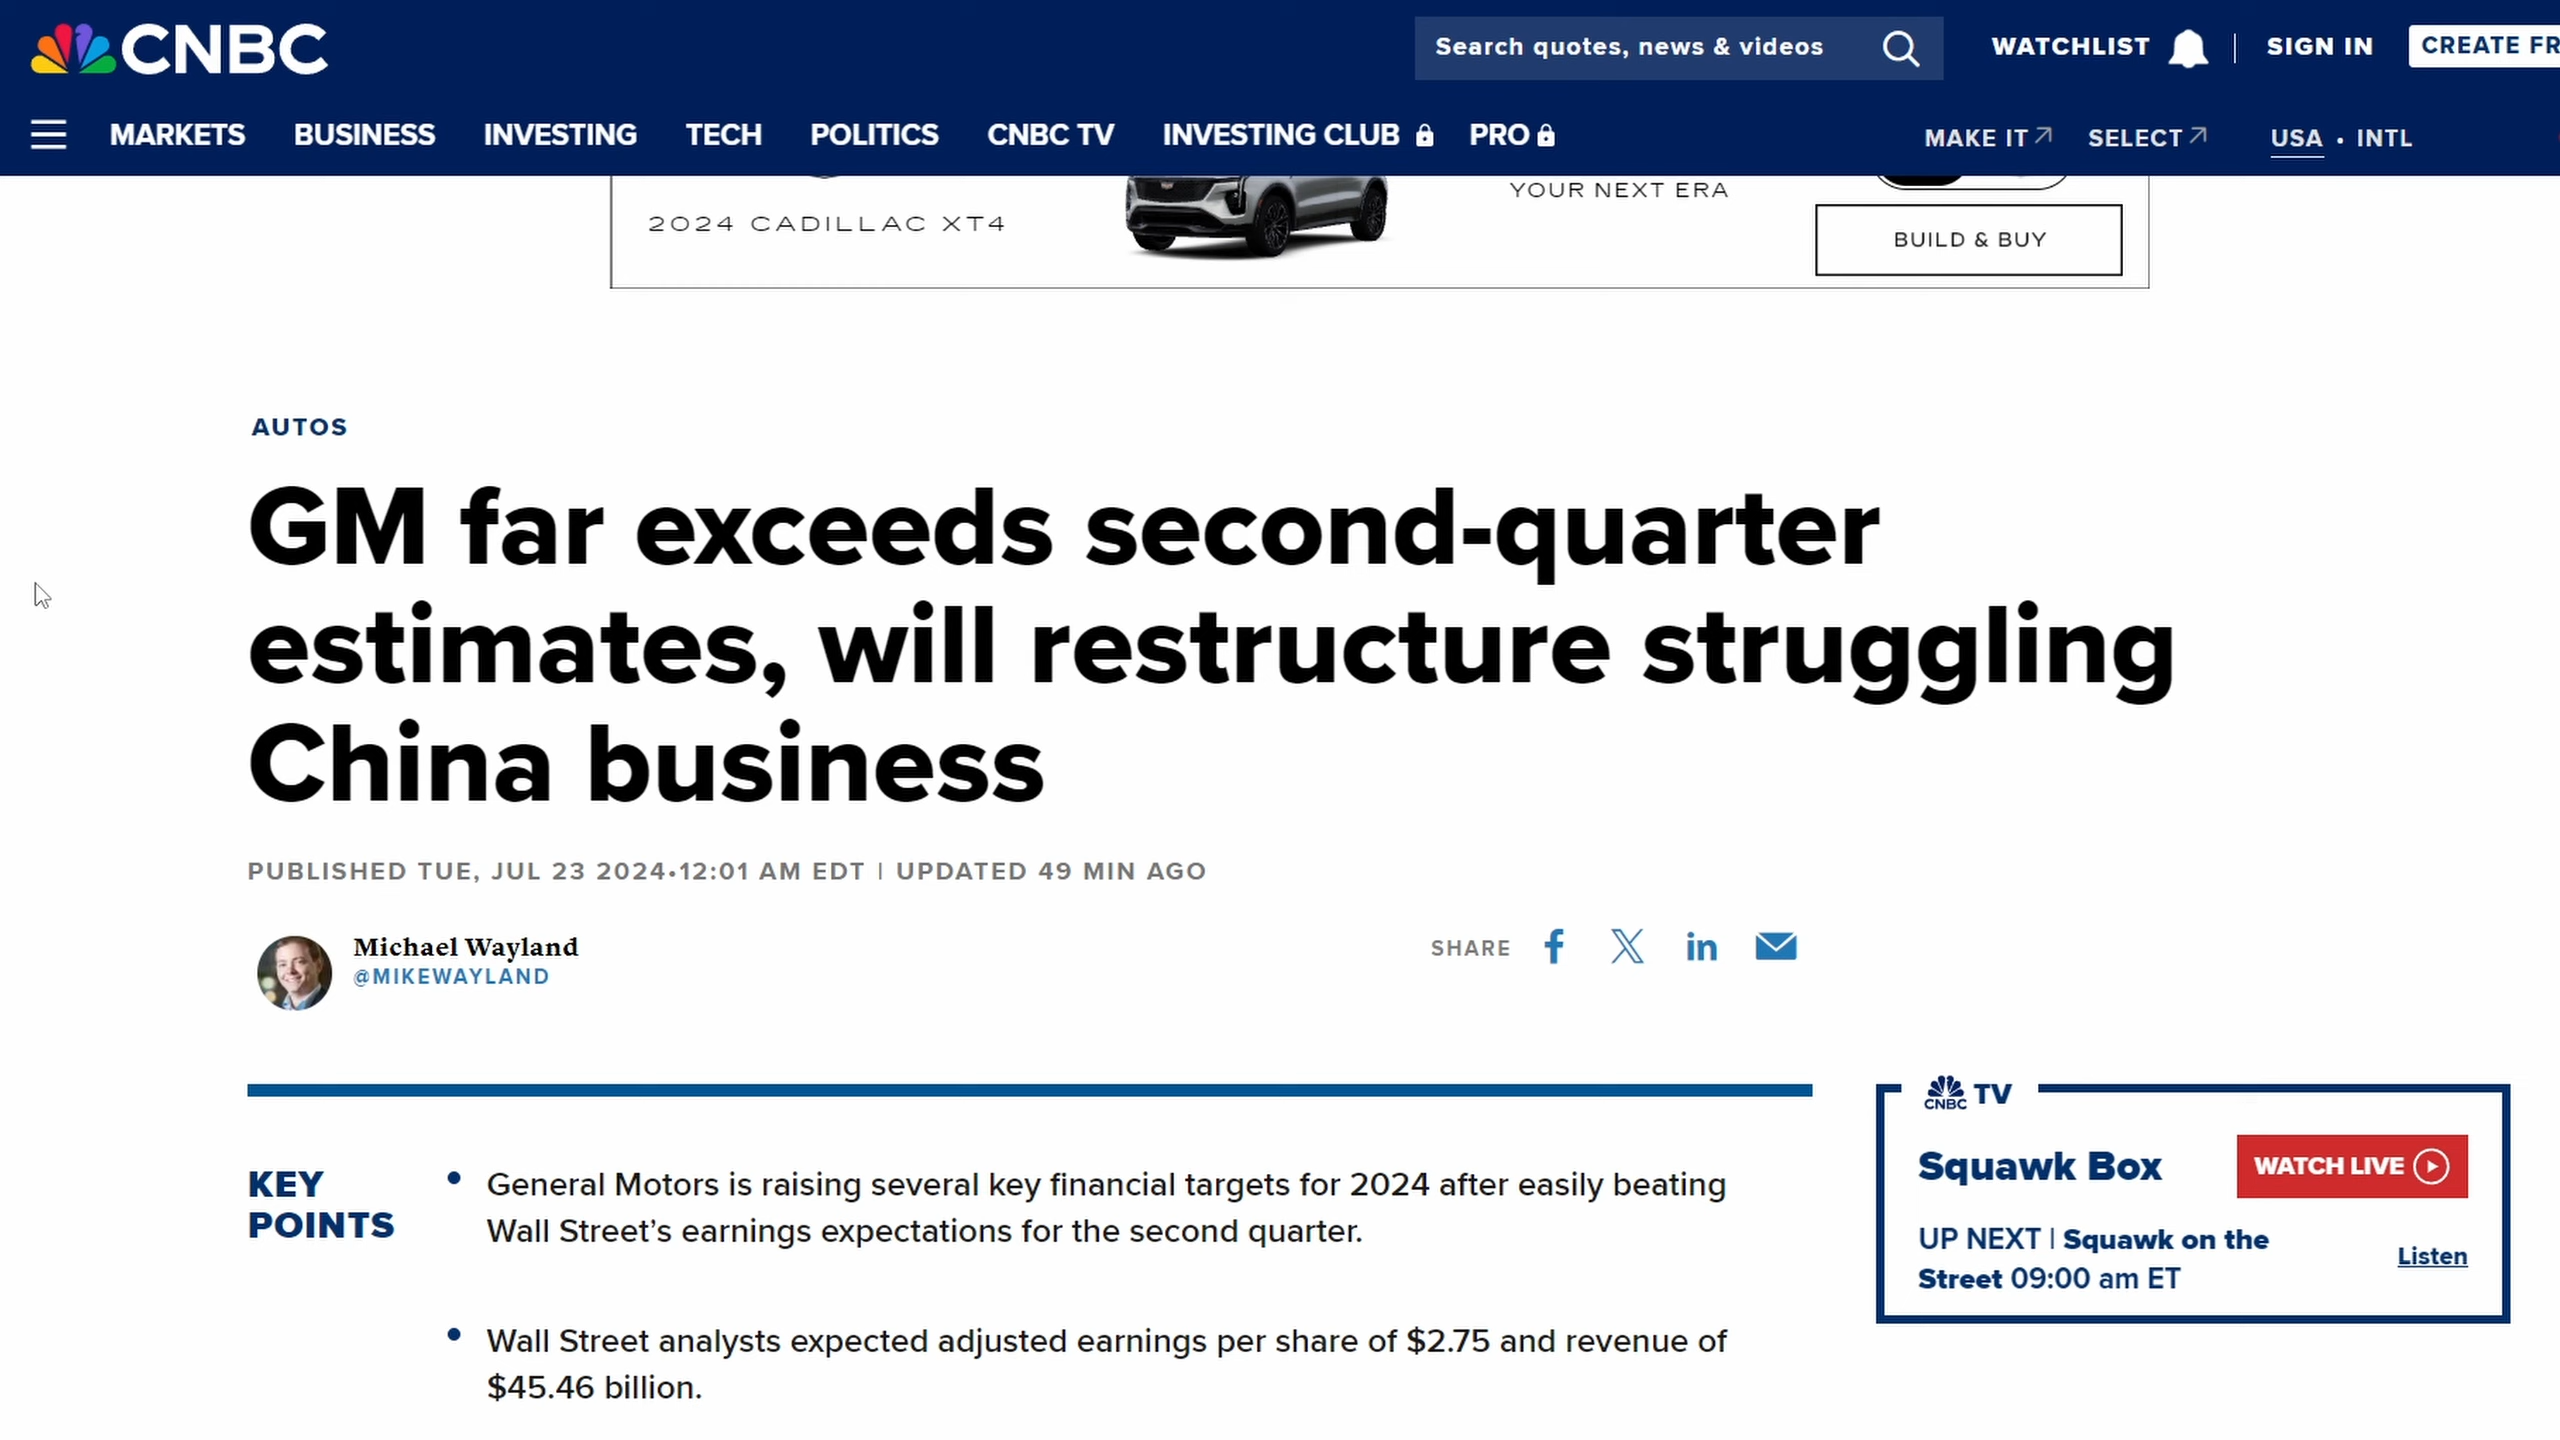 CNBC
Search quotes, news & videos
WATCHLIST
SIGN IN
CREATE FR
MARKETS BUSINESS INVESTING TECH POLITICS CNBC TV INVESTING CLUB PRO
MAKE IT SELECT USA • INTL
2024 CADILLAC XT4
YOUR NEXT ERA
BUILD & BUY
AUTOS
GM far exceeds second-quarter
estimates, will restructure struggling
China business
PUBLISHED TUE, JUL 23 2024•12:01 AM EDT | UPDATED 49 MIN AGO
Michael Wayland
@MIKEWAYLAND
SHARE
KEY
POINTS
• General Motors is raising several key financial targets for 2024 after easily beating
Wall Street’s earnings expectations for the second quarter.
• Wall Street analysts expected adjusted earnings per share of $2.75 and revenue of
$45.46 billion.
CNBC TV
Squawk Box
WATCH LIVE
UP NEXT | Squawk on the
Street 09:00 am ET
Listen